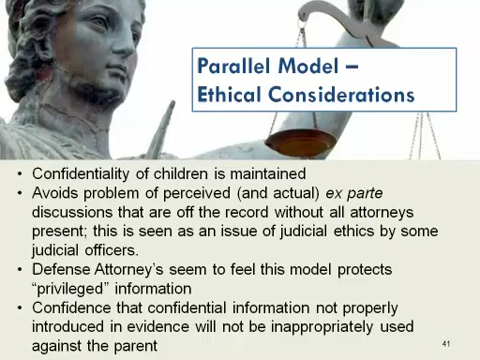 Parallel Model –
Ethical Considerations
• Confidentiality of children is maintained
• Avoids problem of perceived (and actual) ex parte
discussions that are off the record without all attorneys
present; this is seen as an issue of judicial ethics by some
judicial officers.
• Defense Attorney's seem to feel this model protects
“privileged” information
• Confidence that confidential information not properly
introduced in evidence will not be inappropriately used
against the parent
41